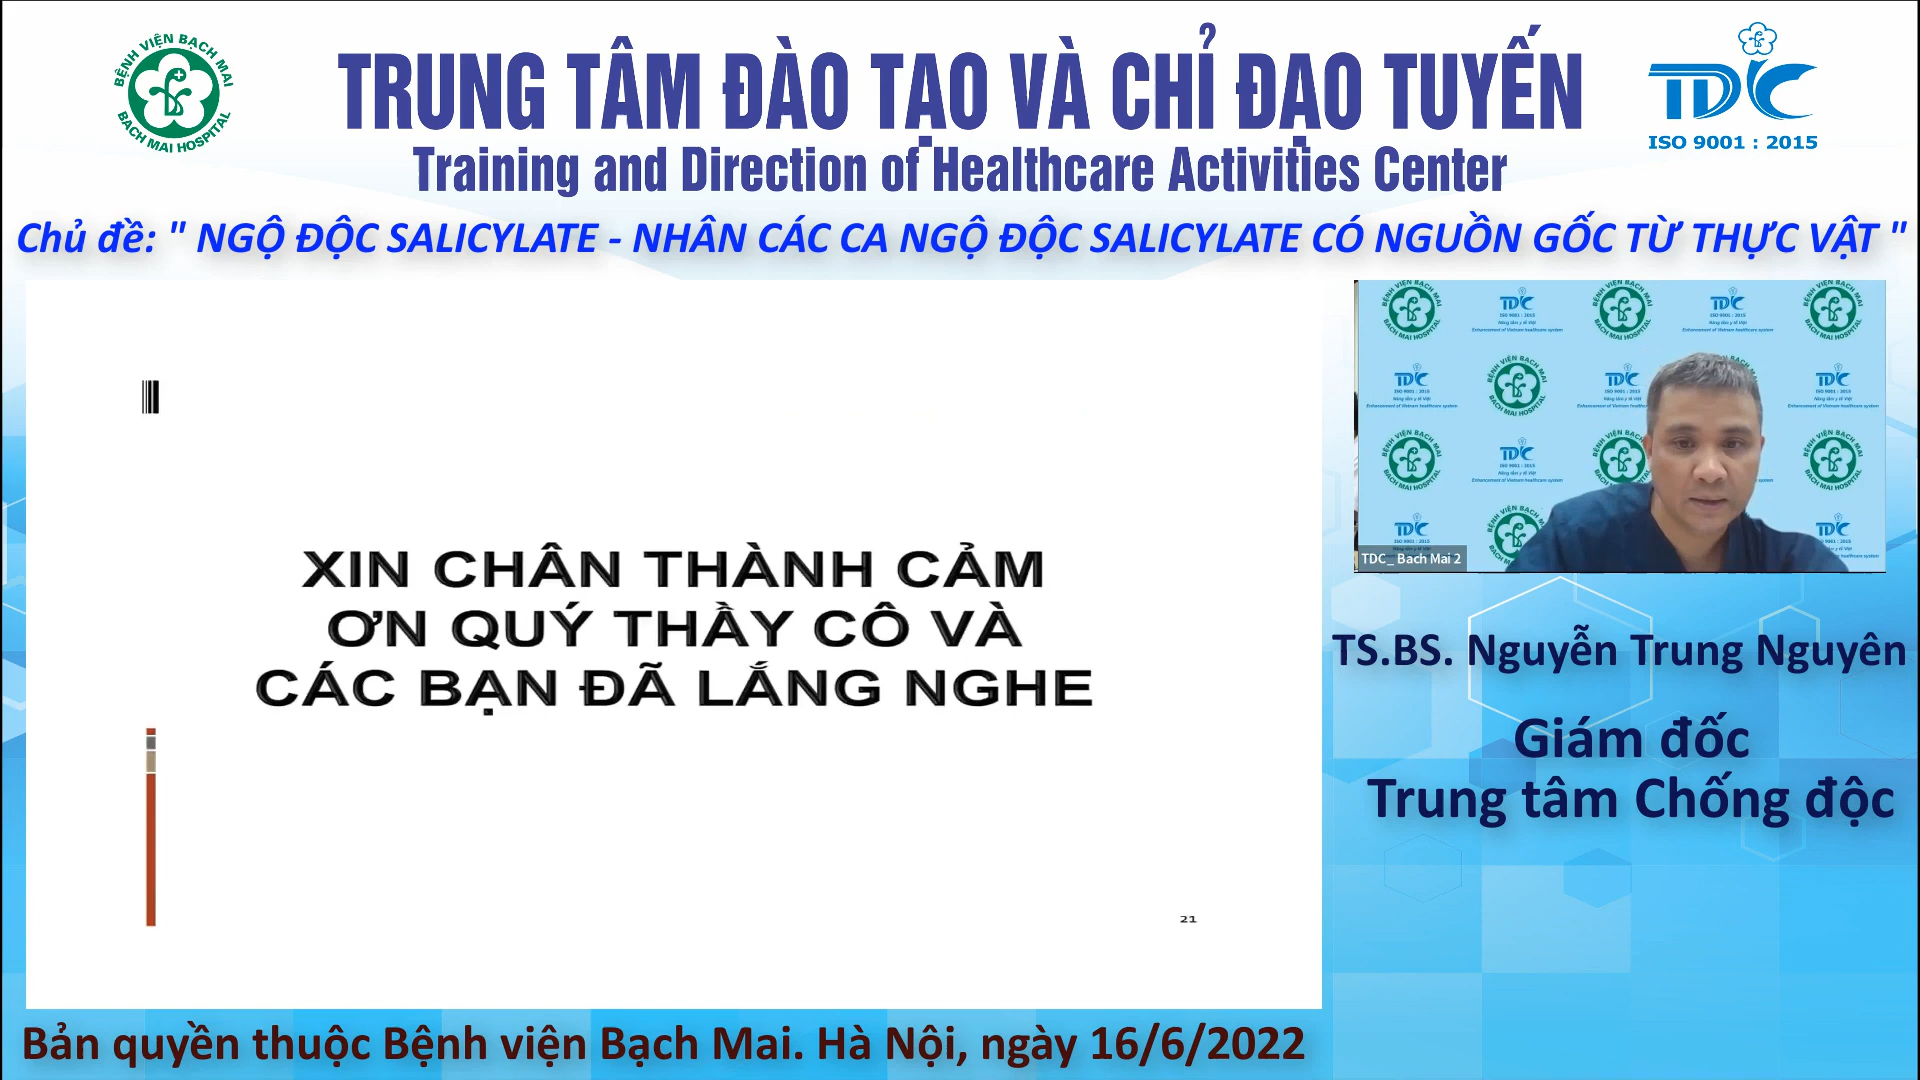 BỆNH VIỆN BẠCH MAI
BACH MAI HOSPITAL
TRUNG TÂM ĐÀO TẠO VÀ CHỈ ĐẠO TUYẾN
Training and Direction of Healthcare Activities Center
TDC
ISO 9001 : 2015
Chủ đề: " NGỘ ĐỘC SALICYLATE - NHÂN CÁC CA NGỘ ĐỘC SALICYLATE CÓ NGUỒN GỐC TỪ THỰC VẬT "
XIN CHÂN THÀNH CẢM
ƠN QUÝ THẦY CÔ VÀ
CÁC BẠN ĐÃ LẮNG NGHE
21
TDC_ Bach Mai 2
TS.BS. Nguyễn Trung Nguyên
Giám đốc
Trung tâm Chống độc
Bản quyền thuộc Bệnh viện Bạch Mai. Hà Nội, ngày 16/6/2022